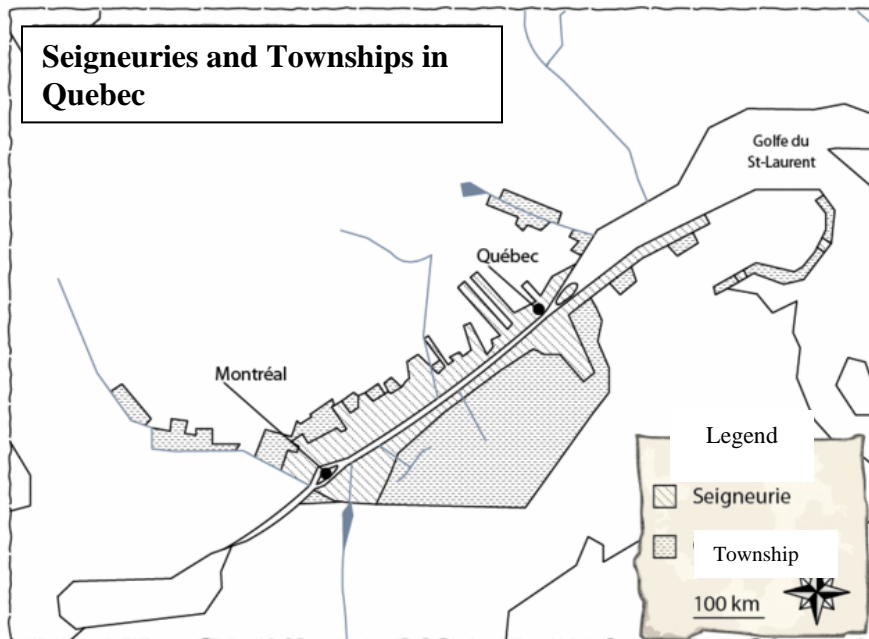 Seigneuries and Townships in
Quebec
Golfe du
St-Laurent
Québec
Montréal
Legend
Seigneurie
Township
100 km